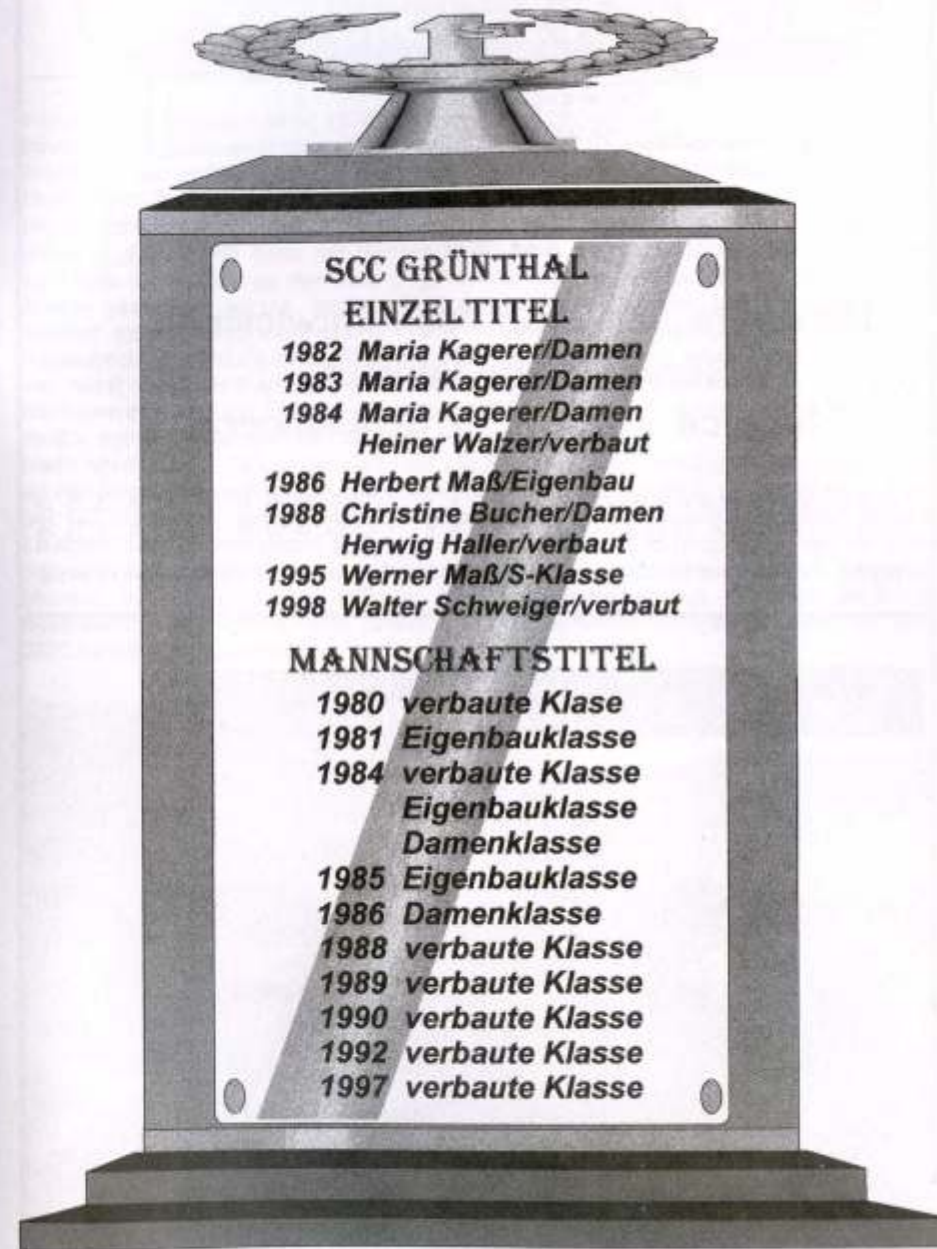 1
SCC GRÜNTHAL
EINZELTITEL
1982 Maria Kagerer/Damen
1983 Maria Kagerer/Damen
1984 Maria Kagerer/Damen
Heiner Walzer/verbaut
1986 Herbert Maß/Eigenbau
1988 Christine Bucher/Damen
Herwig Haller/verbaut
1995 Werner Maß/S-Klasse
1998 Walter Schweiger/verbaut
MANNSCHAFTSTITEL
1980 verbaute Klase
1981 Eigenbauklasse
1984 verbaute Klasse
Eigenbauklasse
Damenklasse
1985 Eigenbauklasse
1986 Damenklasse
1988 verbaute Klasse
1989 verbaute Klasse
1990 verbaute Klasse
1992 verbaute Klasse
1997 verbaute Klasse